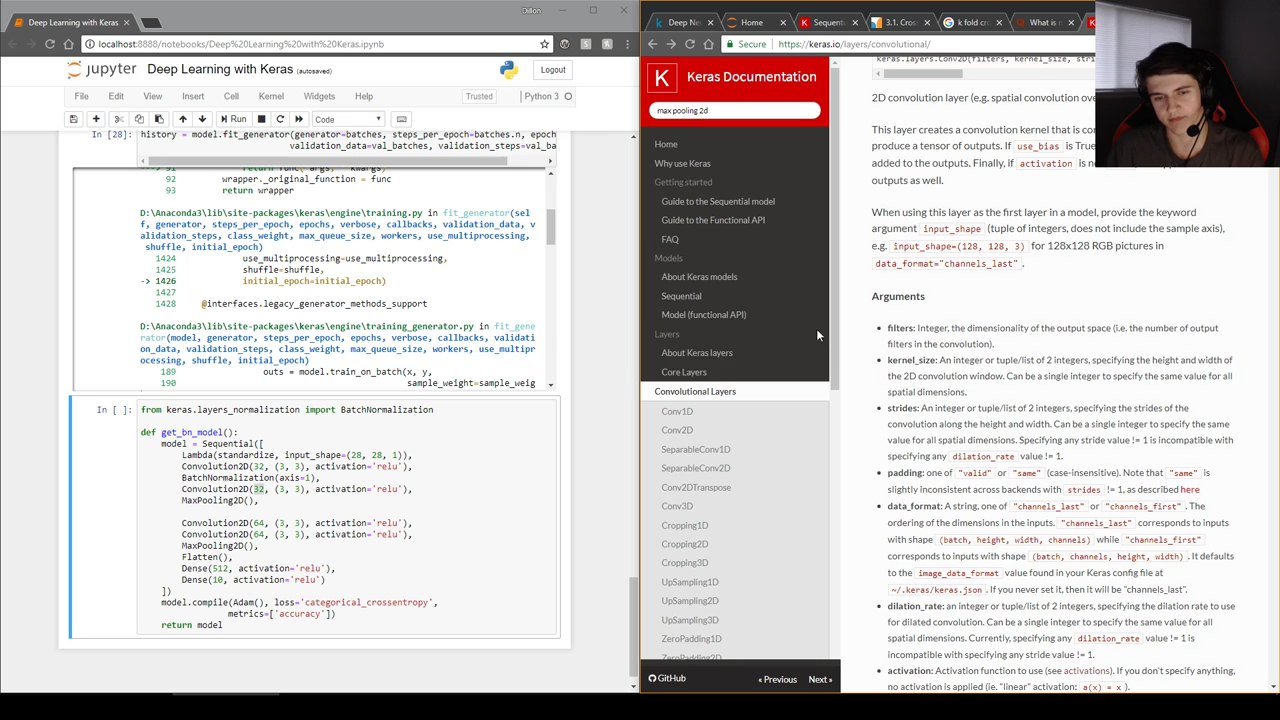 Deep Learning with Keras
Dillon
localhost:8888/notebooks/Deep%20Learning%20with%20Keras.ipynb
jupyter Deep Learning with Keras (autosaved)
Logout
File Edit View Insert Cell Kernel Widgets Help
Trusted
Python 3
Run
Code
In [28]: history = model.fit_generator(generator=batches, steps_per_epoch=batches.n, epoch
validation_data=val_batches, validation_steps=val_ba
92 wrapper._original_function = func
93 return wrapper
D:\Anaconda3\lib\site-packages\keras\engine\training.py in fit_generator(sel
f, generator, steps_per_epoch, epochs, verbose, callbacks, validation_data, v
alidation_steps, class_weight, max_queue_size, workers, use_multiprocessing,
shuffle, initial_epoch)
1424 use_multiprocessing=use_multiprocessing,
1425 shuffle=shuffle,
-> 1426 initial_epoch=initial_epoch)
1427
1428 @interfaces.legacy_generator_methods_support
D:\Anaconda3\lib\site-packages\keras\engine\training_generator.py in fit_gene
rator(model, generator, steps_per_epoch, epochs, verbose, callbacks, validati
on_data, validation_steps, class_weight, max_queue_size, workers, use_multipr
ocessing, shuffle, initial_epoch)
189 outs = model.train_on_batch(x, y,
190 sample_weight=sample_weig
In [ ]: from keras.layers_normalization import BatchNormalization
def get_bn_model():
model = Sequential([
Lambda(standardize, input_shape=(28, 28, 1)),
Convolution2D(32, (3, 3), activation='relu'),
BatchNormalization(axis=1),
Convolution2D(32, (3, 3), activation='relu'),
MaxPooling2D(),
Convolution2D(64, (3, 3), activation='relu'),
Convolution2D(64, (3, 3), activation='relu'),
MaxPooling2D(),
Flatten(),
Dense(512, activation='relu'),
Dense(10, activation='relu')
])
model.compile(Adam(), loss='categorical_crossentropy',
metrics=['accuracy'])
return model
Deep Ne
Home
Sequenti
3.1. Cros
k fold cr
What is
Secure https://keras.io/layers/convolutional/
K Keras Documentation
max pooling 2d
Home
Why use Keras
Getting started
Guide to the Sequential model
Guide to the Functional API
FAQ
Models
About Keras models
Sequential
Model (functional API)
Layers
About Keras layers
Core Layers
Convolutional Layers
Conv1D
Conv2D
SeparableConv1D
SeparableConv2D
Conv2DTranspose
Conv3D
Cropping1D
Cropping2D
Cropping3D
UpSampling1D
UpSampling2D
UpSampling3D
ZeroPadding1D
ZeroPadding2D
GitHub « Previous Next »
keras.layers.Conv2D(filters, kernel_size, stri
2D convolution layer (e.g. spatial convolution ove
This layer creates a convolution kernel that is con
produce a tensor of outputs. If use_bias is True
added to the outputs. Finally, if activation is
outputs as well.
When using this layer as the first layer in a model, provide the keyword
argument input_shape (tuple of integers, does not include the sample axis),
e.g. input_shape=(128, 128, 3) for 128x128 RGB pictures in
data_format="channels_last".
Arguments
filters: Integer, the dimensionality of the output space (i.e. the number of output
filters in the convolution).
kernel_size: An integer or tuple/list of 2 integers, specifying the height and width of
the 2D convolution window. Can be a single integer to specify the same value for all
spatial dimensions.
strides: An integer or tuple/list of 2 integers, specifying the strides of the
convolution along the height and width. Can be a single integer to specify the same
value for all spatial dimensions. Specifying any stride value != 1 is incompatible with
specifying any dilation_rate value != 1.
padding: one of "valid" or "same" (case-insensitive). Note that "same" is
slightly inconsistent across backends with strides != 1, as described here
data_format: A string, one of "channels_last" or "channels_first". The
ordering of the dimensions in the inputs. "channels_last" corresponds to inputs
with shape (batch, height, width, channels) while "channels_first"
corresponds to inputs with shape (batch, channels, height, width). It defaults
to the image_data_format value found in your Keras config file at
~/.keras/keras.json. If you never set it, then it will be "channels_last".
dilation_rate: an integer or tuple/list of 2 integers, specifying the dilation rate to
use for dilated convolution. Can be a single integer to specify the same value for all
spatial dimensions. Currently, specifying any dilation_rate value != 1 is
incompatible with specifying any stride value != 1.
activation: Activation function to use (see activations). If you don't specify anything,
no activation is applied (ie. "linear" activation: a(x) = x).